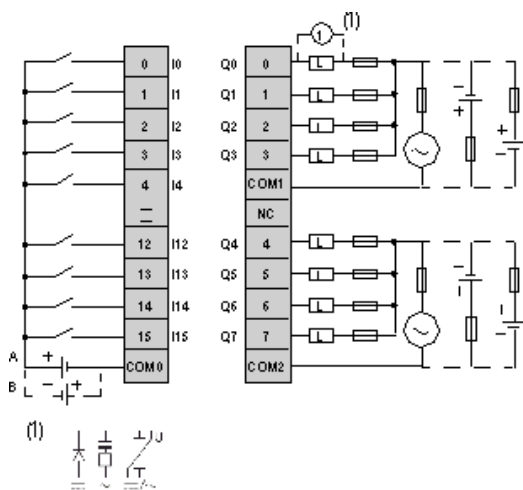 (1)
0 I0 Q0 0 1 L
1 I1 Q1 1 L
2 I2 Q2 2 L
3 I3 Q3 3 L
4 I4 COM1
NC
12 I12 Q4 4 L
13 I13 Q5 5 L
14 I14 Q6 6 L
15 I15 Q7 7 L
A + COM0 COM2
B - +
(1) U